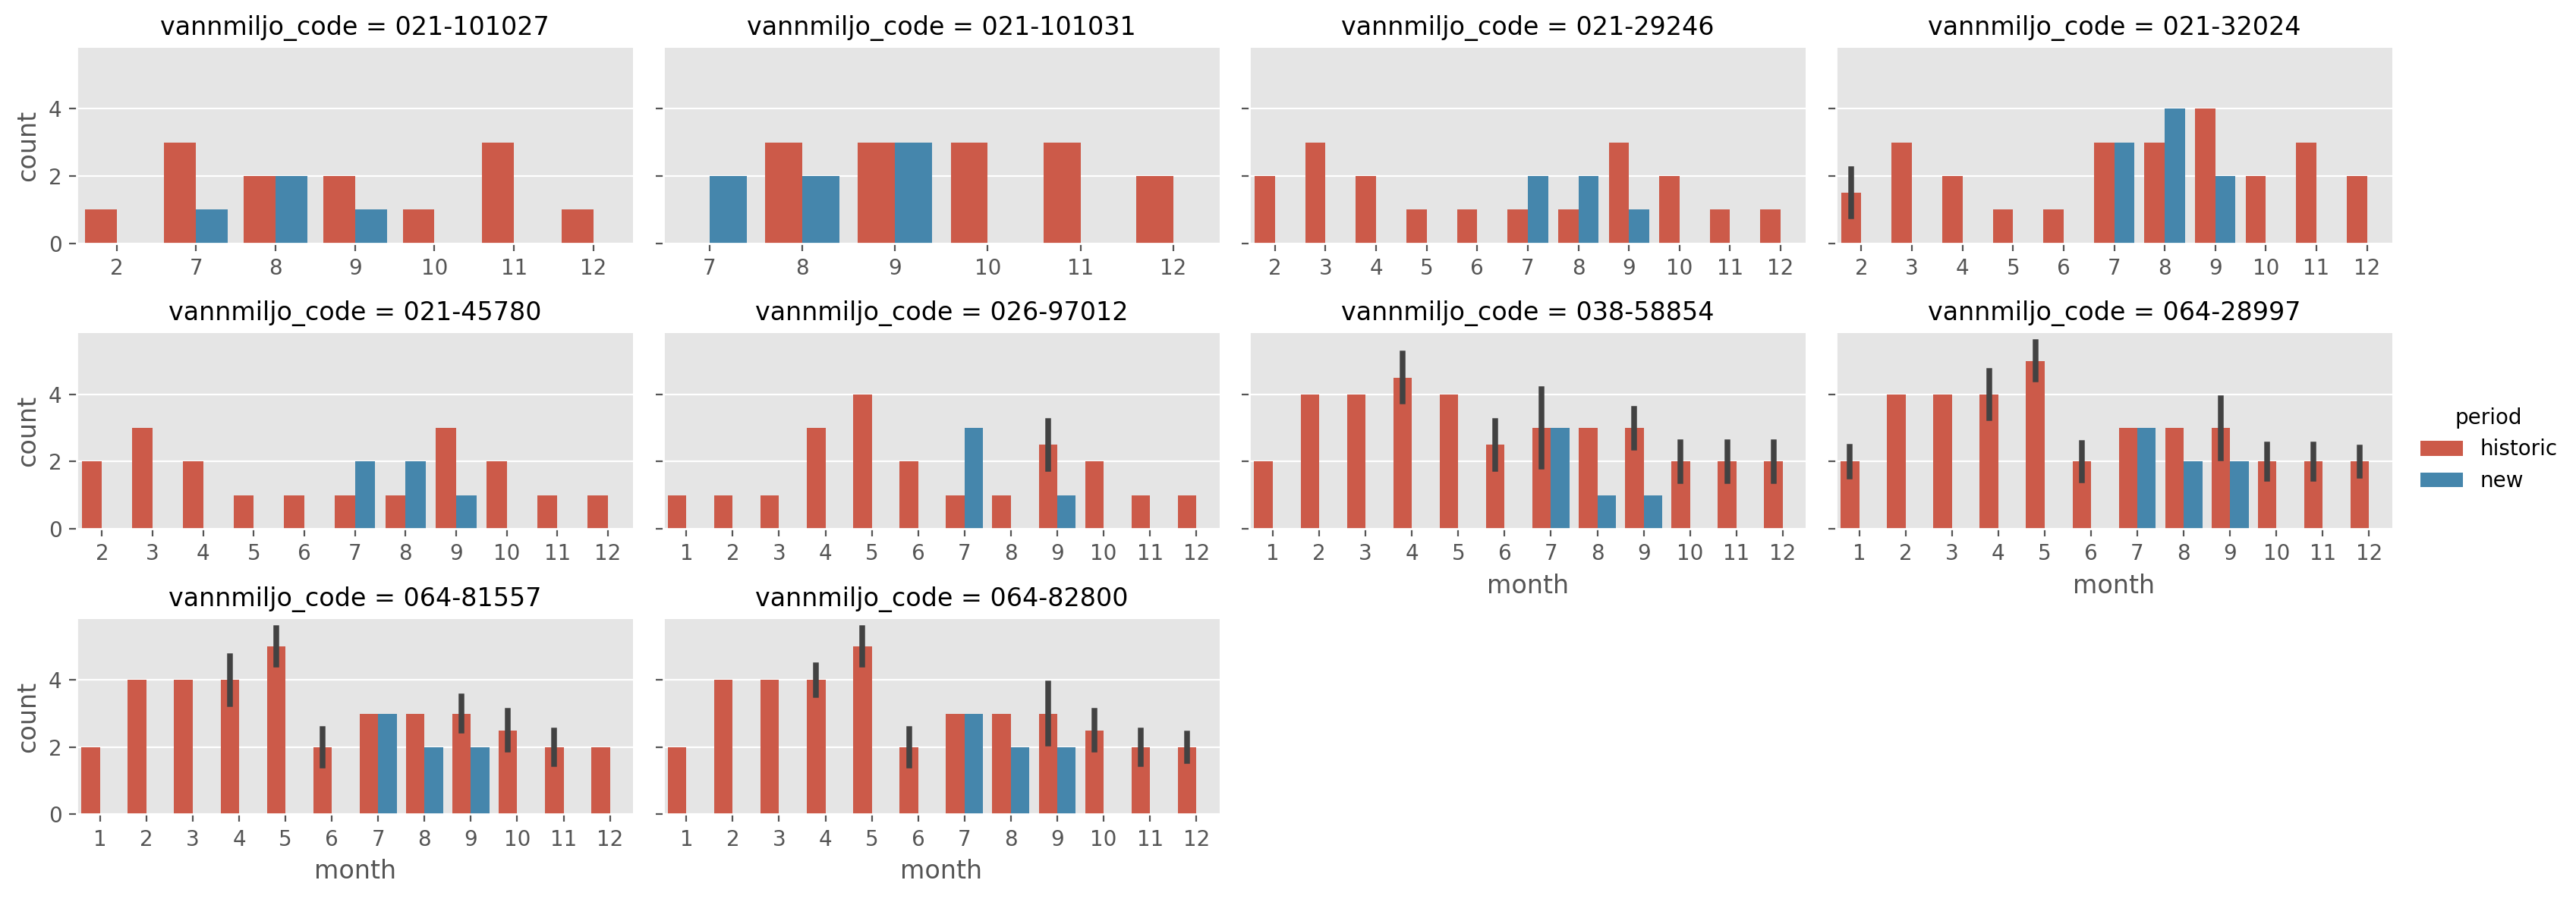 vannmiljo_code = 021-101027
vannmiljo_code = 021-101031
vannmiljo_code = 021-29246
vannmiljo_code = 021-32024
count
4
2
0
2 7 8 9 10 11 12
7 8 9 10 11 12
2 3 4 5 6 7 8 9 10 11 12
2 3 4 5 6 7 8 9 10 11 12
vannmiljo_code = 021-45780
vannmiljo_code = 026-97012
vannmiljo_code = 038-58854
vannmiljo_code = 064-28997
count
4
2
0
2 3 4 5 6 7 8 9 10 11 12
1 2 3 4 5 6 7 8 9 10 11 12
1 2 3 4 5 6 7 8 9 10 11 12
1 2 3 4 5 6 7 8 9 10 11 12
month
month
period
historic
new
vannmiljo_code = 064-81557
vannmiljo_code = 064-82800
count
4
2
0
1 2 3 4 5 6 7 8 9 10 11 12
1 2 3 4 5 6 7 8 9 10 11 12
month
month